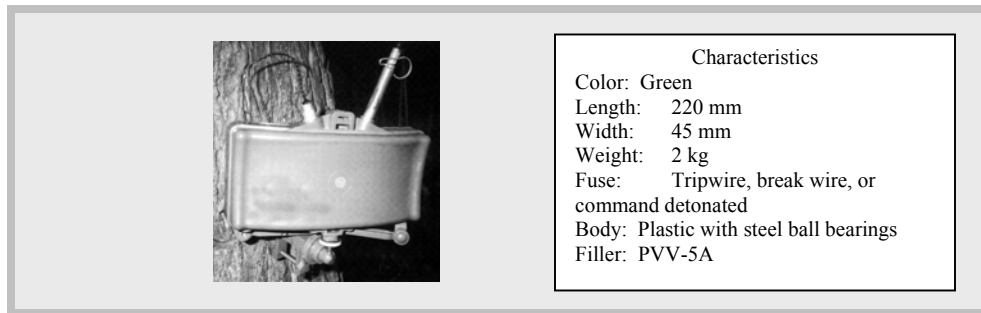 Characteristics
Color: Green
Length: 220 mm
Width: 45 mm
Weight: 2 kg
Fuse: Tripwire, break wire, or
command detonated
Body: Plastic with steel ball bearings
Filler: PVV-5A